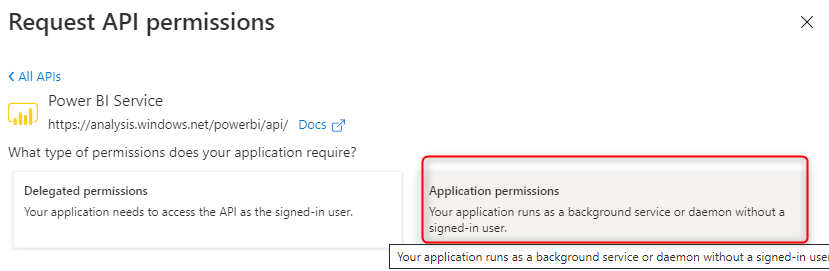 Request API permissions
All APIs
Power BI Service
https://analysis.windows.net/powerbi/api/ Docs
What type of permissions does your application require?
Delegated permissions
Your application needs to access the API as the signed-in user.
Application permissions
Your application runs as a background service or daemon without a
signed-in user.
Your application runs as a background service or daemon without a signed-in user